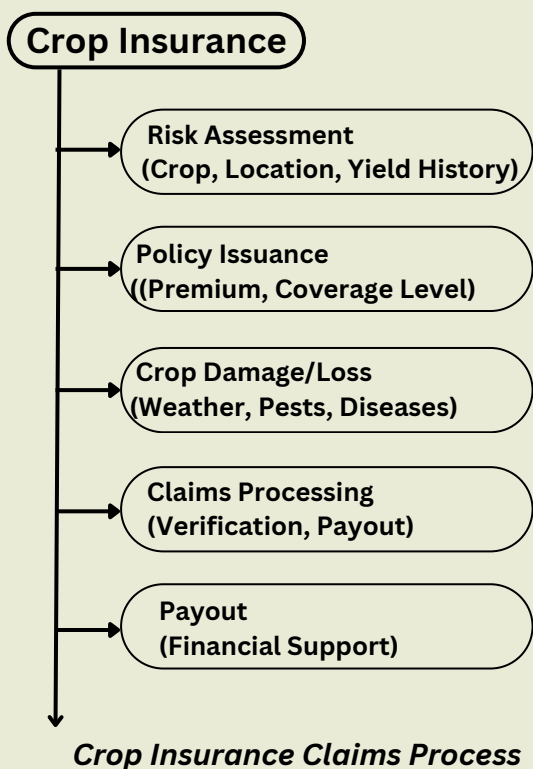 Crop Insurance
Risk Assessment
(Crop, Location, Yield History)
Policy Issuance
((Premium, Coverage Level)
Crop Damage/Loss
(Weather, Pests, Diseases)
Claims Processing
(Verification, Payout)
Payout
(Financial Support)
Crop Insurance Claims Process